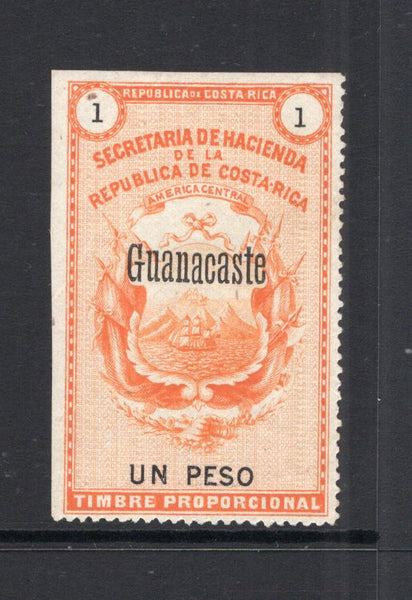 REPUBLICA DE COSTA-RICA
1 1
SECRETARIA DE HACIENDA
DE LA
REPUBLICA DE COSTA-RICA
AMERICA CENTRAL
Guanacaste
UN PESO
TIMBRE PROPORCIONAL